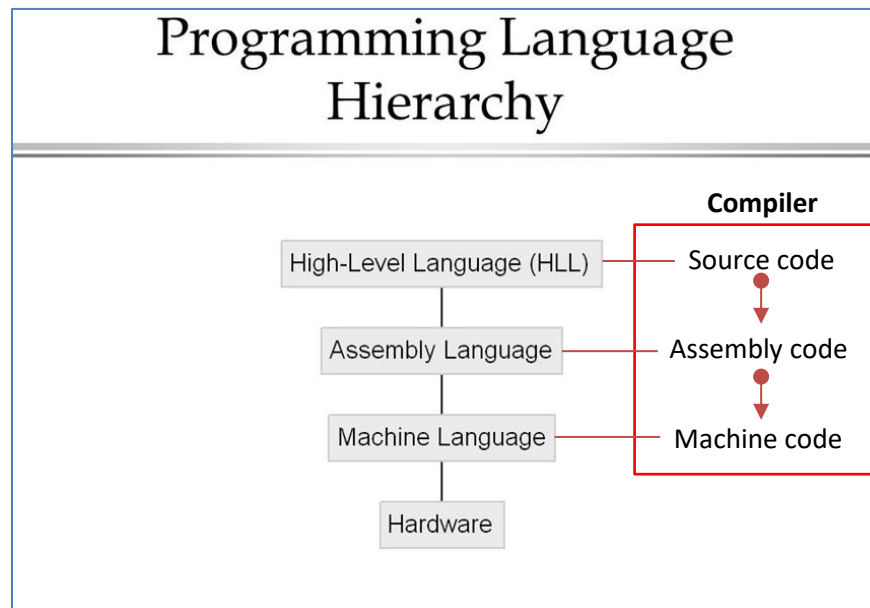 Programming Language
Hierarchy
Compiler
High-Level Language (HLL)
Source code
Assembly Language
Assembly code
Machine Language
Machine code
Hardware